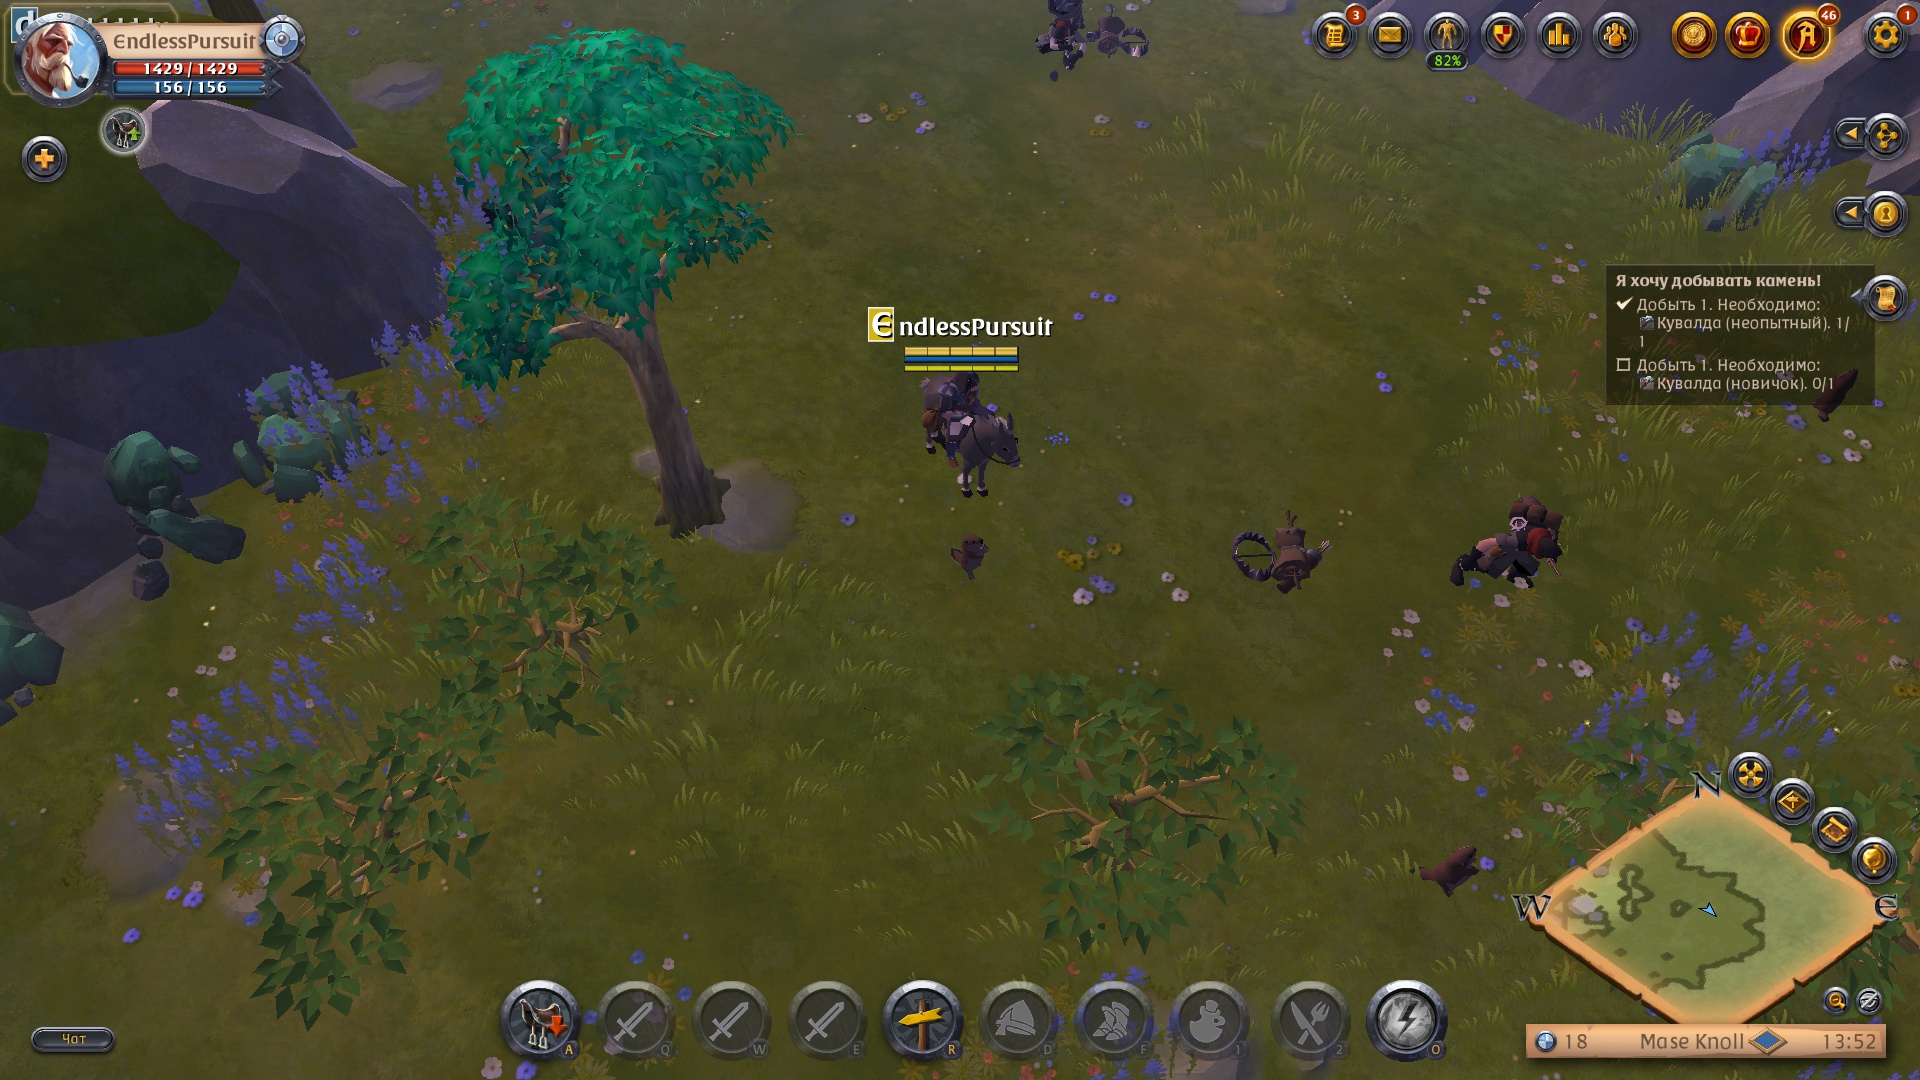 EndlessPursuit
1429 / 1429
156 / 156
3
82%
46
1
EndlessPursuit
Я хочу добывать камень!
Добыть 1. Необходимо:
Кувалда (неопытный). 1/
1
Добыть 1. Необходимо:
Кувалда (новичок). 0/1
N
W
E
Чат
A
Q
W
E
R
D
F
1
2
O
18
Mase Knoll
13:52